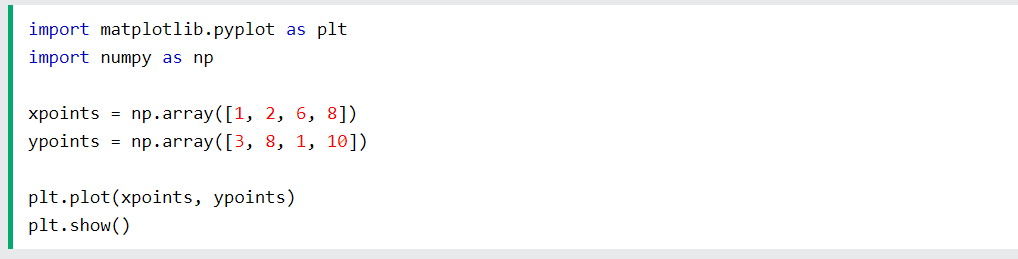 import matplotlib.pyplot as plt
import numpy as np
xpoints = np.array([1, 2, 6, 8])
ypoints = np.array([3, 8, 1, 10])
plt.plot(xpoints, ypoints)
plt.show()